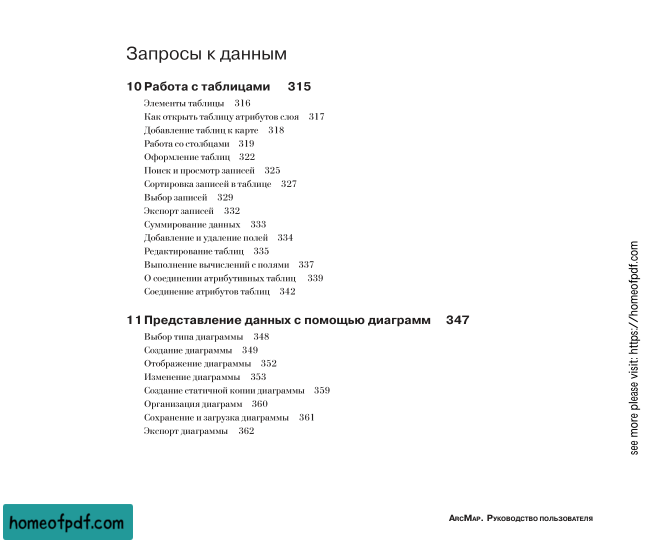 Запросы к данным
10 Работа с таблицами 315
Элементы таблицы 316
Как открыть таблицу атрибутов слоя 317
Добавление таблиц к карте 318
Работа со столбцами 319
Оформление таблиц 322
Поиск и просмотр записей 325
Сортировка записей в таблице 327
Выбор записей 329
Экспорт записей 332
Суммирование данных 333
Добавление и удаление полей 334
Редактирование таблиц 335
Выполнение вычислений с полями 337
О соединении атрибутивных таблиц 339
Соединение атрибутов таблиц 342
11 Представление данных с помощью диаграмм 347
Выбор типа диаграммы 348
Создание диаграммы 349
Отображение диаграммы 352
Изменение диаграммы 353
Создание статичной копии диаграммы 359
Организация диаграмм 360
Сохранение и загрузка диаграммы 361
Экспорт диаграммы 362
ArcMap. Руководство пользователя
see more please visit: https://homeofpdf.com
homeofpdf.com